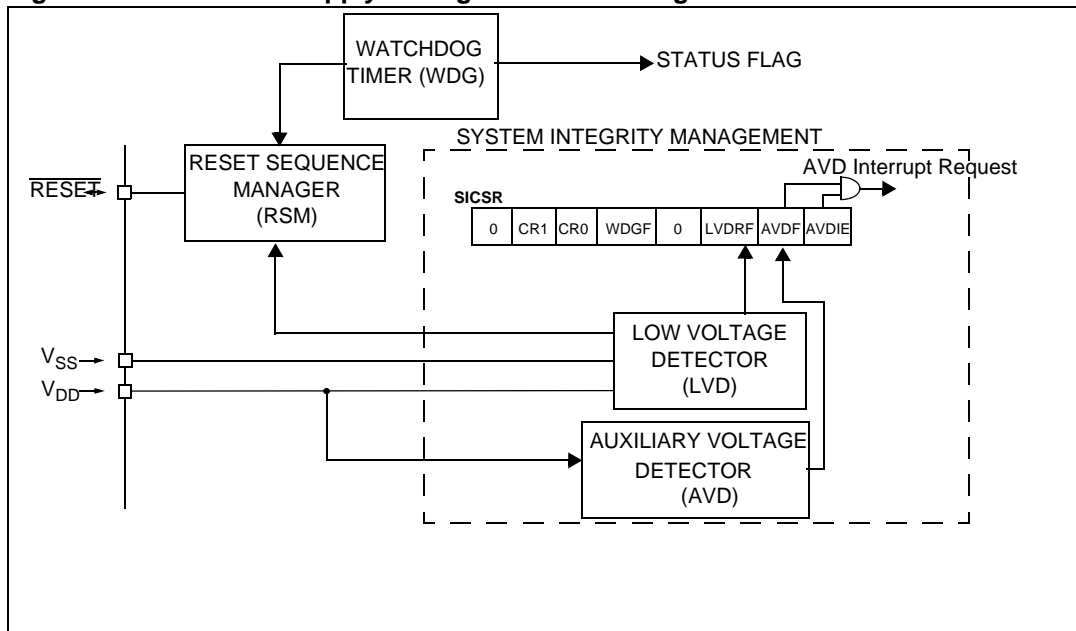 WATCHDOG
TIMER (WDG)
STATUS FLAG
SYSTEM INTEGRITY MANAGEMENT
RESET SEQUENCE
MANAGER
(RSM)
AVD Interrupt Request
RESET
SICSR
0 CR1 CR0 WDGF 0 LVDRF AVDF AVDIE
LOW VOLTAGE
DETECTOR
(LVD)
VSS
VDD
AUXILIARY VOLTAGE
DETECTOR
(AVD)